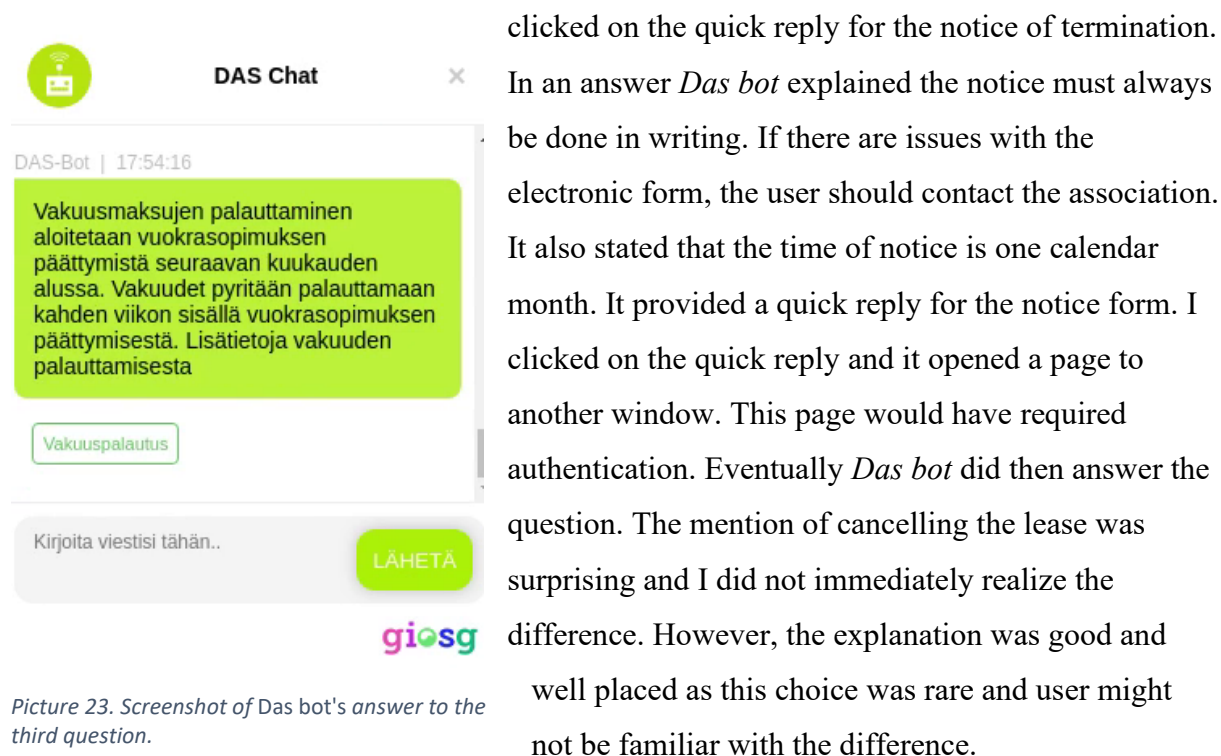 DAS Chat
×
DAS-Bot | 17:54:16
Vakuusmaksujen palauttaminen
aloitetaan vuokrasopimuksen
päättymistä seuraavan kuukauden
alussa. Vakuudet pyritään palauttamaan
kahden viikon sisällä vuokrasopimuksen
päättymisestä. Lisätietoja vakuuden
palauttamisesta
Vakuuspalautus
Kirjoita viestisi tähän..
LÄHETÄ
giosg
Picture 23. Screenshot of Das bot's answer to the
third question.
clicked on the quick reply for the notice of termination.
In an answer Das bot explained the notice must always
be done in writing. If there are issues with the
electronic form, the user should contact the association.
It also stated that the time of notice is one calendar
month. It provided a quick reply for the notice form. I
clicked on the quick reply and it opened a page to
another window. This page would have required
authentication. Eventually Das bot did then answer the
question. The mention of cancelling the lease was
surprising and I did not immediately realize the
difference. However, the explanation was good and
well placed as this choice was rare and user might
not be familiar with the difference.